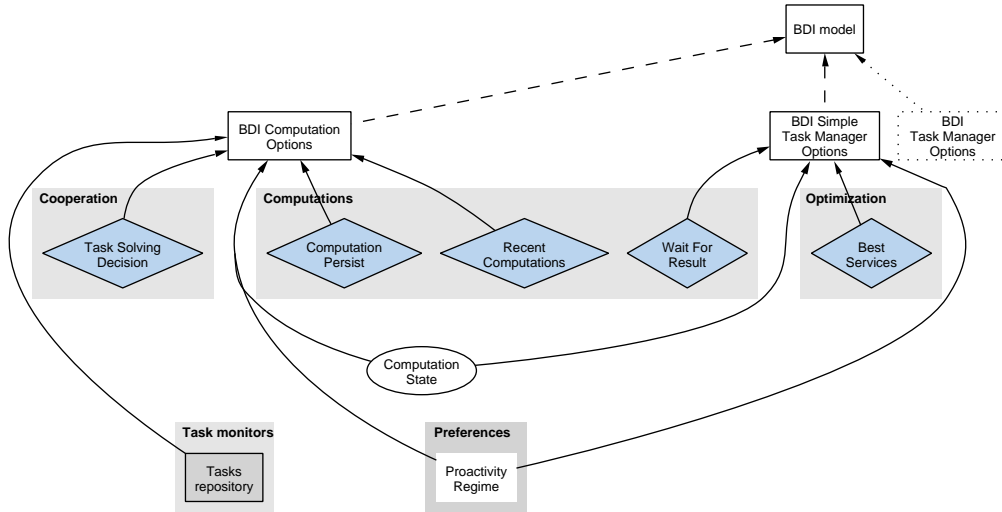 BDI model
BDI Computation
Options
BDI Simple
Task Manager
Options
BDI
Task Manager
Options
Cooperation
Computations
Optimization
Task Solving
Decision
Computation
Persist
Recent
Computations
Wait For
Result
Best
Services
Computation
State
Task monitors
Preferences
Tasks
repository
Proactivity
Regime